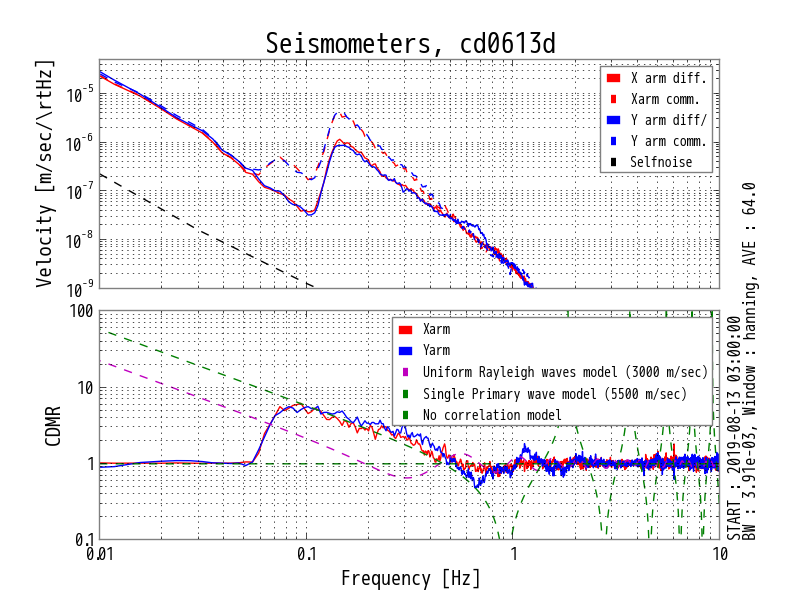 Seismometers, cd0613d
Velocity [m/sec/\rtHz]
10^-5
10^-6
10^-7
10^-8
10^-9
X arm diff.
Xarm comm.
Y arm diff/
Y arm comm.
Selfnoise
CDMR
100
10
1
0.1
Xarm
Yarm
Uniform Rayleigh waves model (3000 m/sec)
Single Primary wave model (5500 m/sec)
No correlation model
0.01
0.1
1
10
Frequency [Hz]
START : 2019-08-13 03:00:00
BW : 3.91e-03, Window : hanning, AVE : 64.0